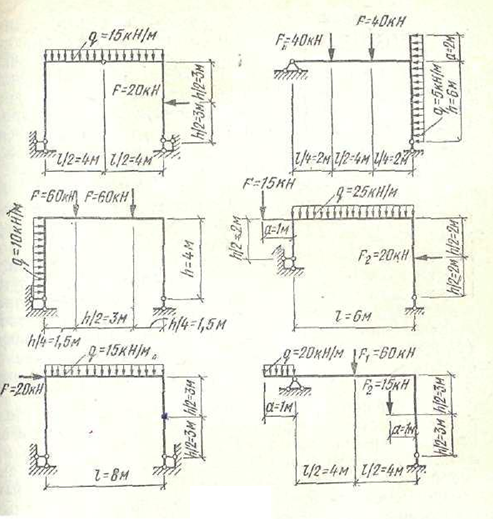 q=15кН/м
F=20кН
h/2=3м
h/2=3м
l/2=4м
l/2=4м
F=40кН
F=40кН
a=2м
q=5кН/м
h=6м
l/4=2м
l/2=4м
l/4=2м
F=60кН
F=60кН
q=10кН/м
h=4м
h/2=3м
h/4=1,5м
h/4=1,5м
F=15кН
q=25кН/м
a=1м
h/2=2м
F2=20кН
h/2=2м
h/2=2м
l=6м
q=15кН/м
F=20кН
h/2=3м
h/2=3м
l=8м
q=20кН/м
F1=60кН
F2=15кН
a=1м
a=1м
h/2=3м
h/2=3м
l/2=4м
l/2=4м